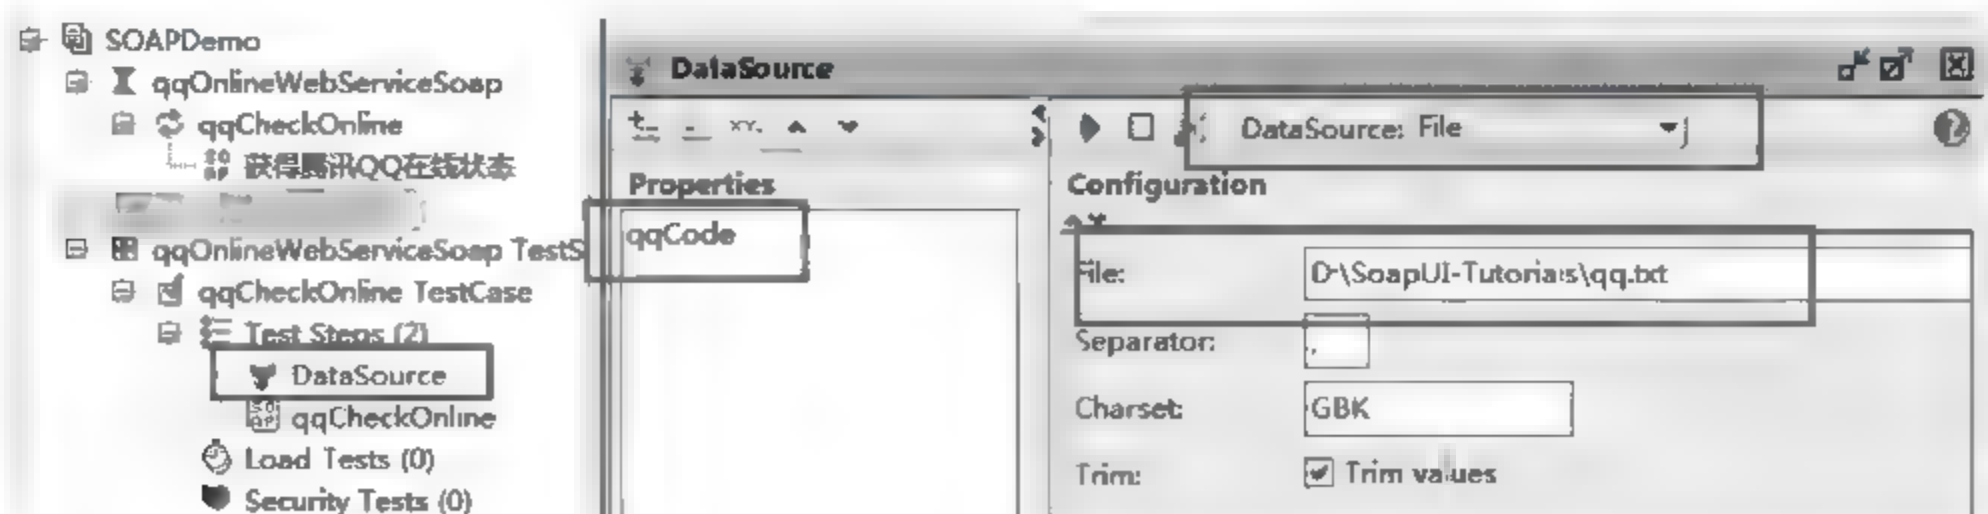 SOAPDemo
qqOnlineWebServiceSoap
qqCheckOnline
获得腾讯QQ在线状态
qqOnlineWebServiceSoap TestS
qqCheckOnline TestCase
Test Steps (2)
DataSource
qqCheckOnline
Load Tests (0)
Security Tests (0)
DataSource
DataSource: File
Properties
qqCode
Configuration
File: D:\SoapUI-Tutorials\qq.txt
Separator: ,
Charset: GBK
Trim: Trim values